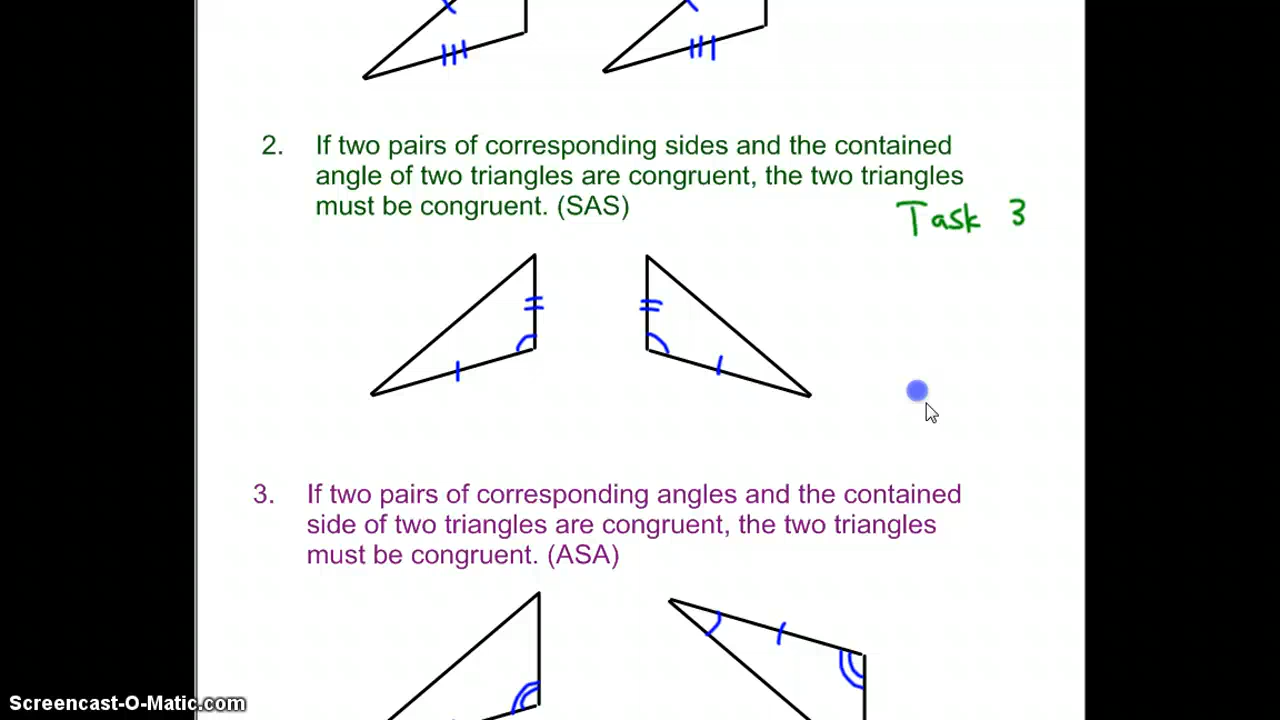 2. If two pairs of corresponding sides and the contained
angle of two triangles are congruent, the two triangles
must be congruent. (SAS)
Task 3
3. If two pairs of corresponding angles and the contained
side of two triangles are congruent, the two triangles
must be congruent. (ASA)
Screencast-O-Matic.com